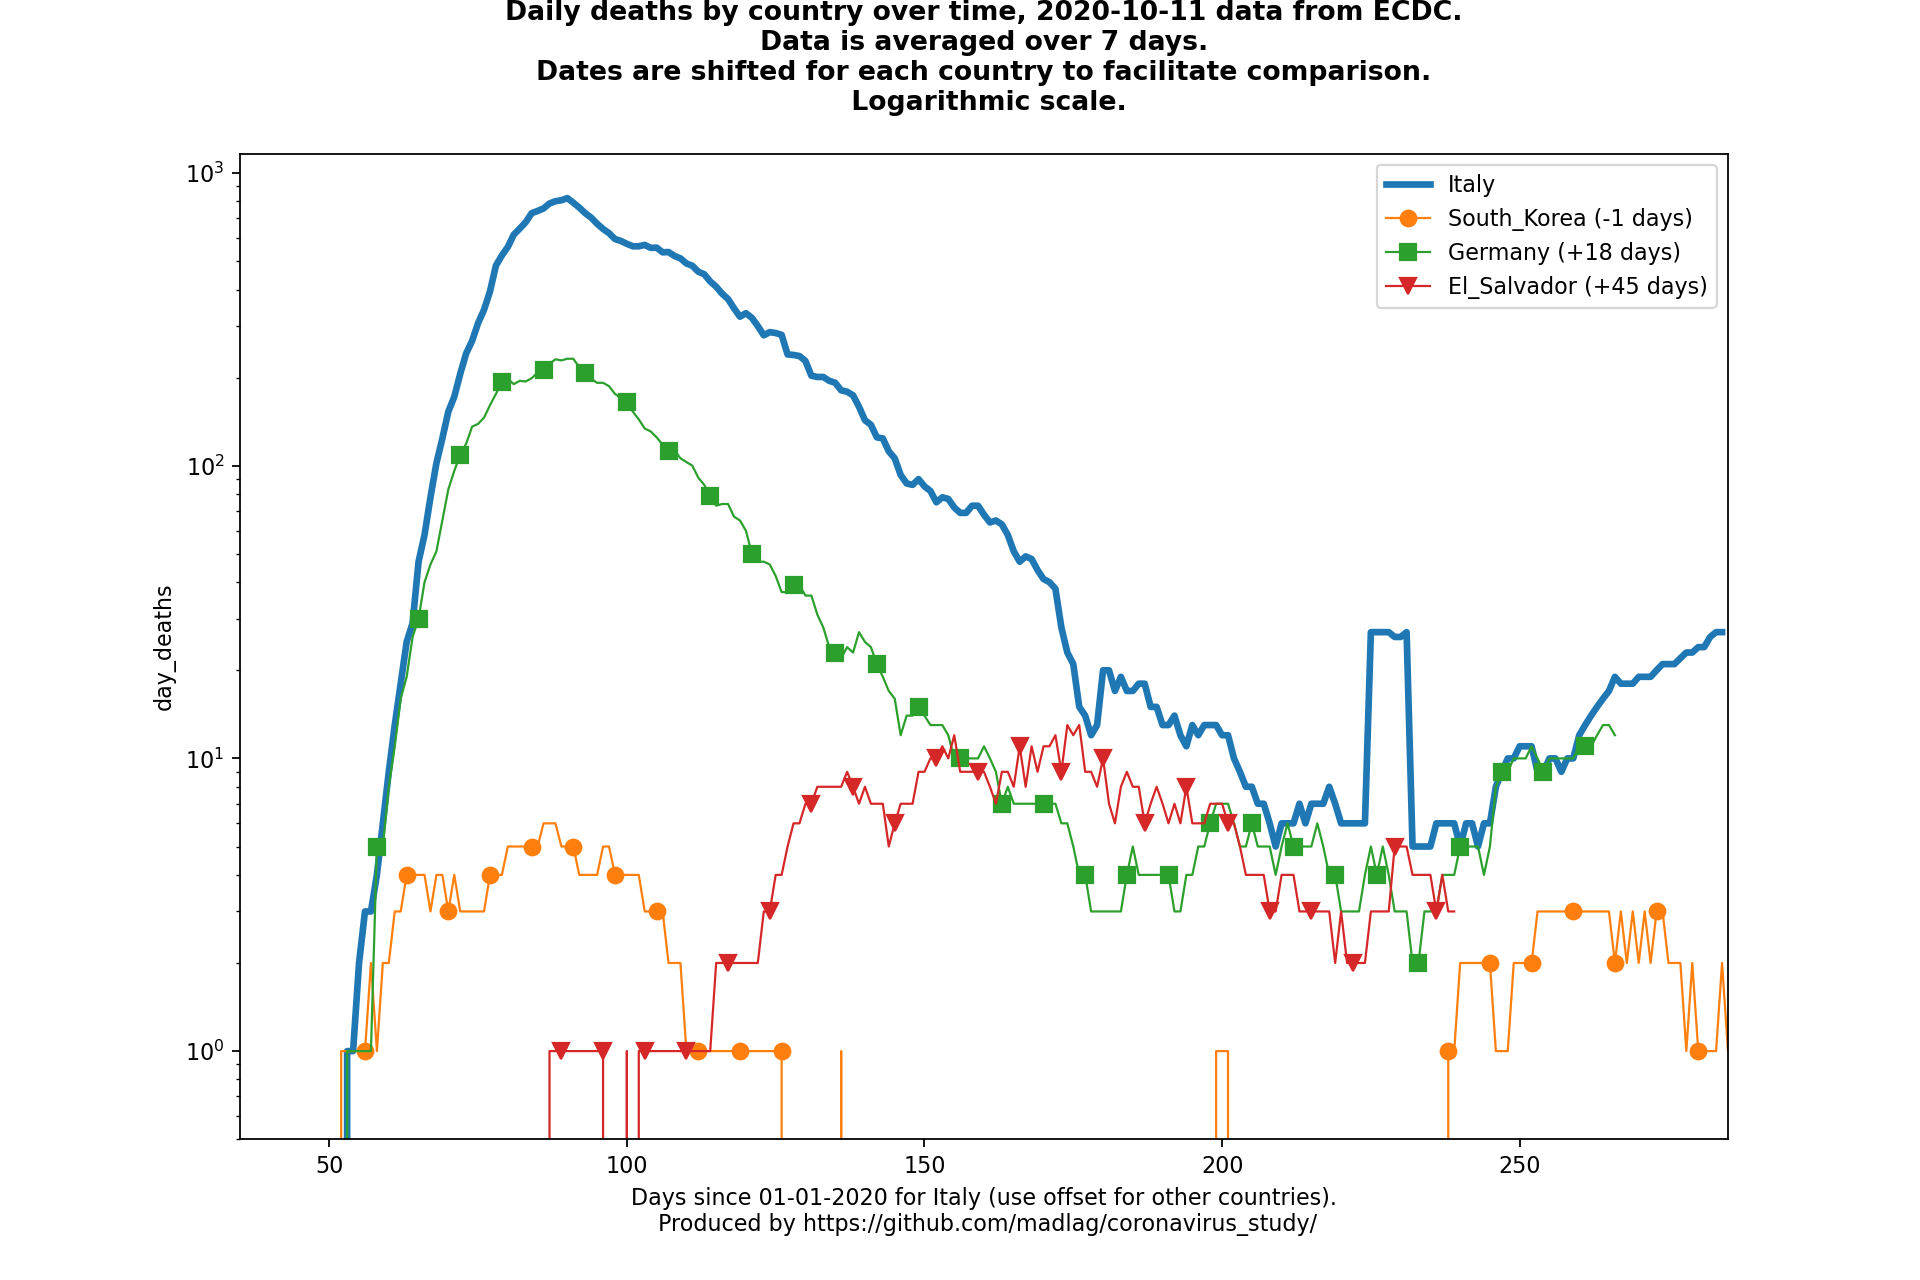 Daily deaths by country over time, 2020-10-11 data from ECDC.
Data is averaged over 7 days.
Dates are shifted for each country to facilitate comparison.
Logarithmic scale.
Italy
South_Korea (-1 days)
Germany (+18 days)
El_Salvador (+45 days)
day_deaths
10³
10²
10¹
10⁰
50 100 150 200 250
Days since 01-01-2020 for Italy (use offset for other countries).
Produced by https://github.com/madlag/coronavirus_study/